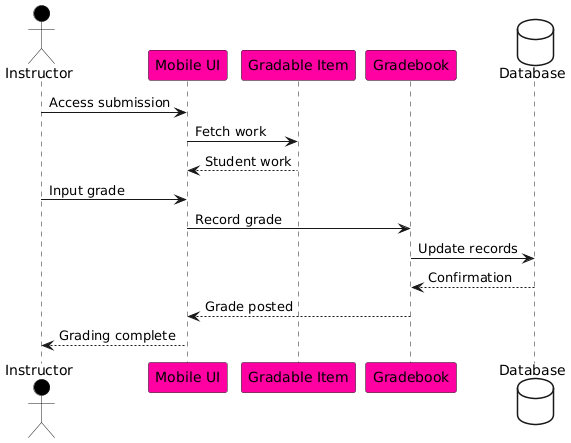 Instructor
Mobile UI
Gradable Item
Gradebook
Database
Access submission
Fetch work
Student work
Input grade
Record grade
Update records
Confirmation
Grade posted
Grading complete
Instructor
Mobile UI
Gradable Item
Gradebook
Database